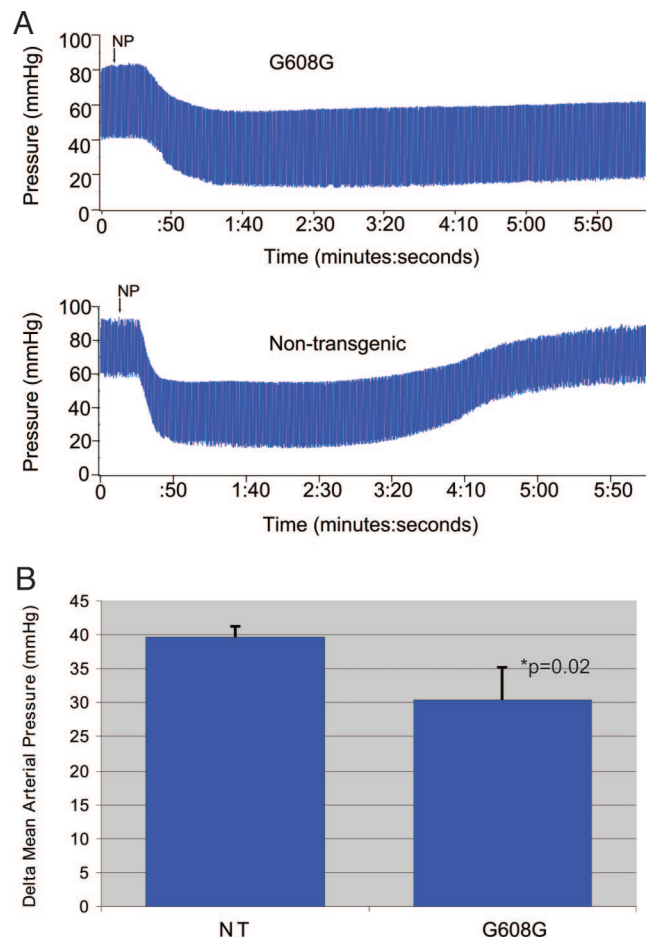 A
NP
G608G
Pressure (mmHg)
100
80
60
40
20
0
0 :50 1:40 2:30 3:20 4:10 5:00 5:50
Time (minutes:seconds)
NP
Non-transgenic
Pressure (mmHg)
100
80
60
40
20
0
0 :50 1:40 2:30 3:20 4:10 5:00 5:50
Time (minutes:seconds)
B
Delta Mean Arterial Pressure (mmHg)
45
40
35
30
25
20
15
10
5
0
*p=0.02
NT G608G